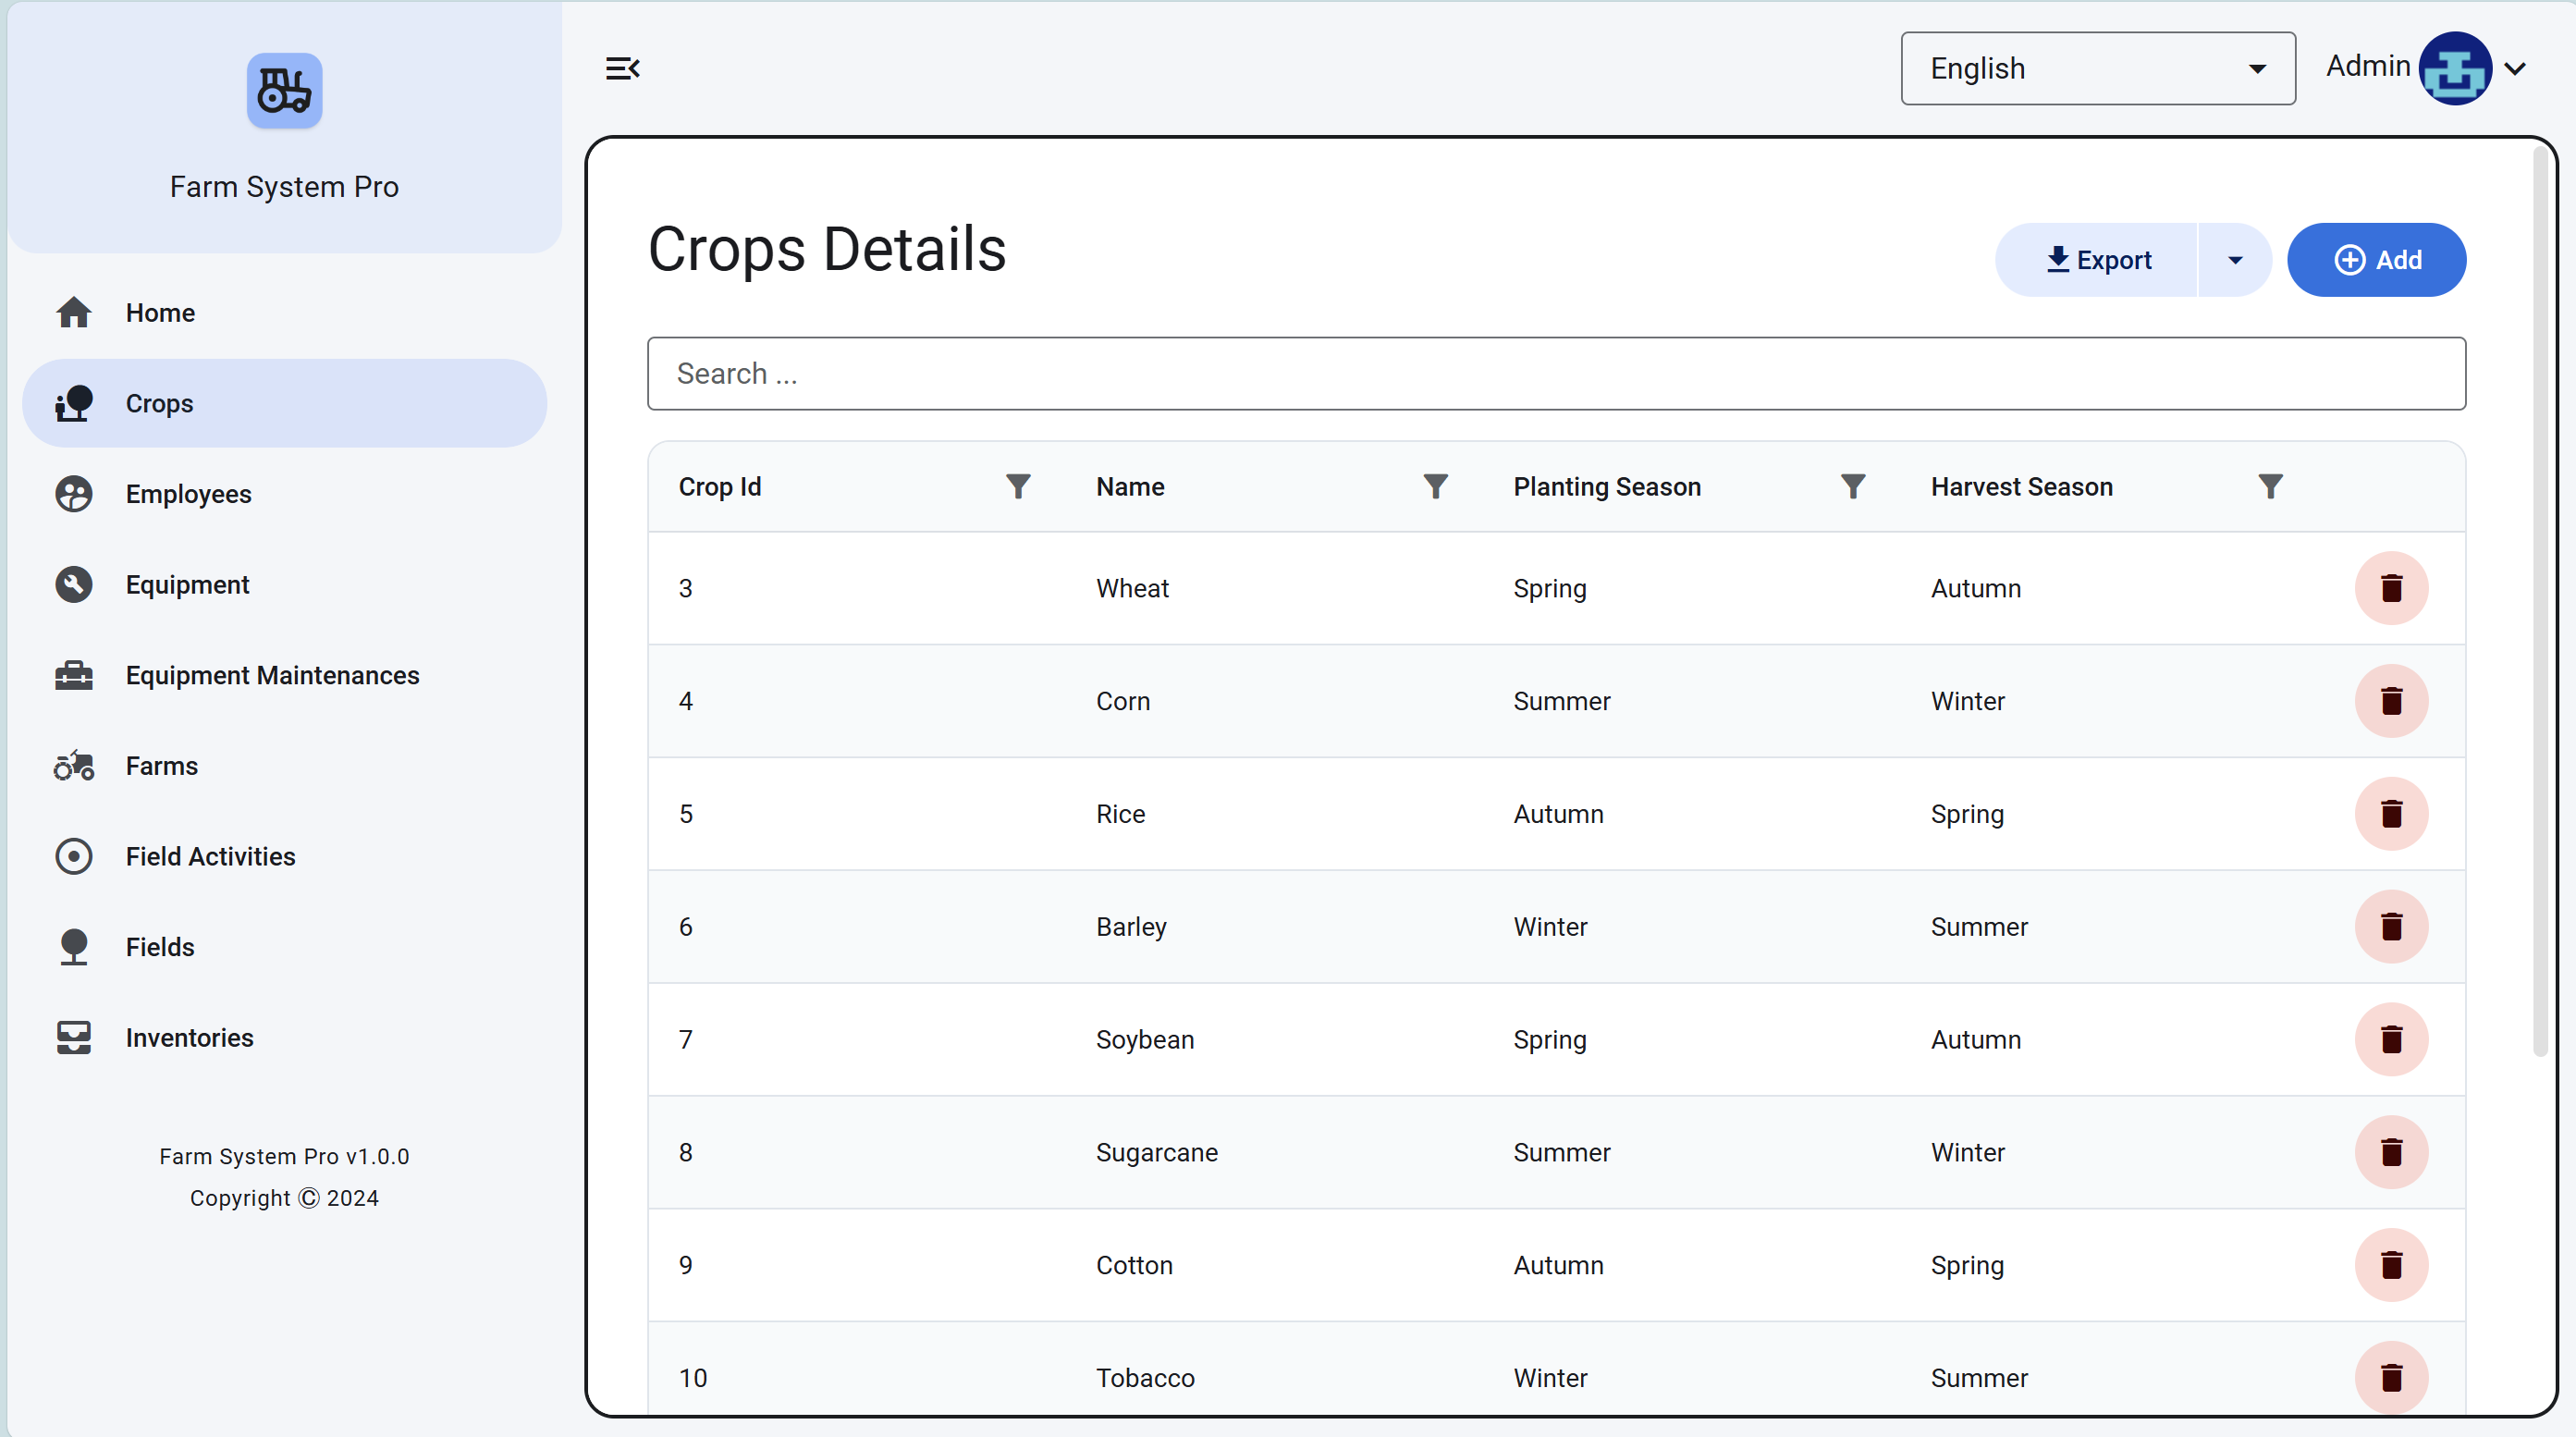 Farm System Pro
Home
Crops
Employees
Equipment
Equipment Maintenances
Farms
Field Activities
Fields
Inventories
Farm System Pro v1.0.0
Copyright © 2024
English
Admin
Crops Details
Export
Add
Search ...
Crop Id Name Planting Season Harvest Season
3 Wheat Spring Autumn
4 Corn Summer Winter
5 Rice Autumn Spring
6 Barley Winter Summer
7 Soybean Spring Autumn
8 Sugarcane Summer Winter
9 Cotton Autumn Spring
10 Tobacco Winter Summer